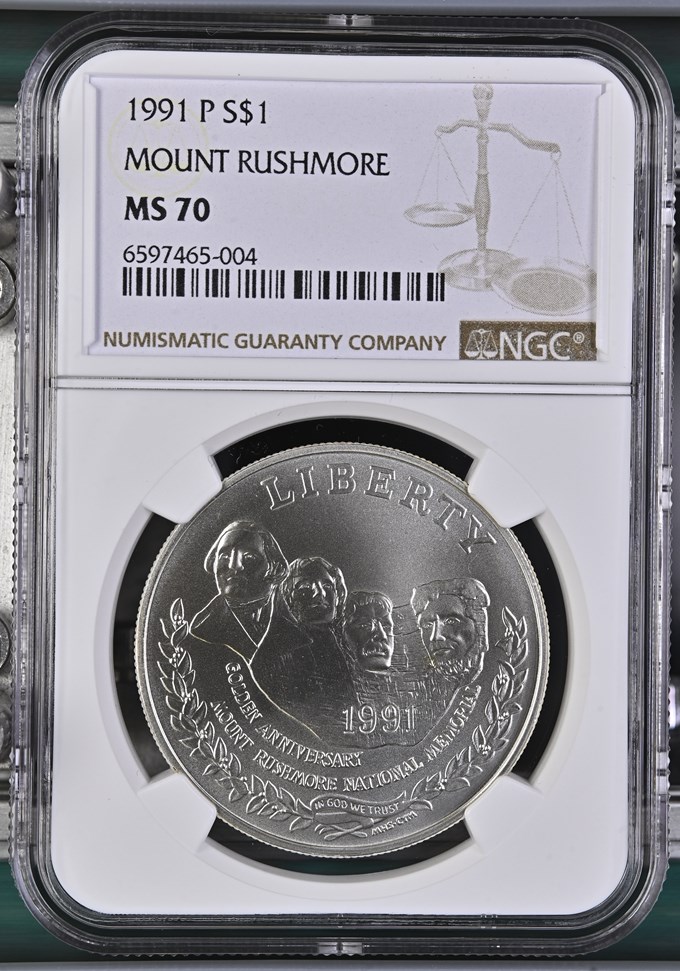 1991 P S$1
MOUNT RUSHMORE
MS 70
6597465-004
NUMISMATIC GUARANTY COMPANY
NGC®
LIBERTY
1991
GOLDEN ANNIVERSARY
MOUNT RUSHMORE NATIONAL MEMORIAL
IN GOD WE TRUST